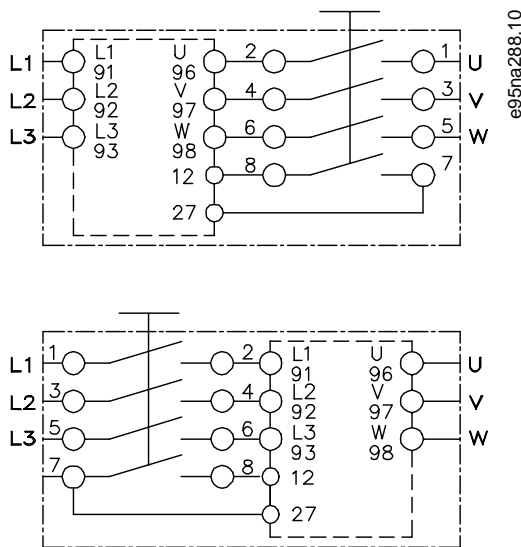 L1 L1 U 2 1 U
91 96
L2 L2 V 4 3 V
92 97
L3 L3 W 6 5 W
93 98
12 8 7
27
e95na288.10
L1 1 2 L1 U U
91 96
L2 3 4 L2 V V
92 97
L3 5 6 L3 W W
93 98
7 8 12
27